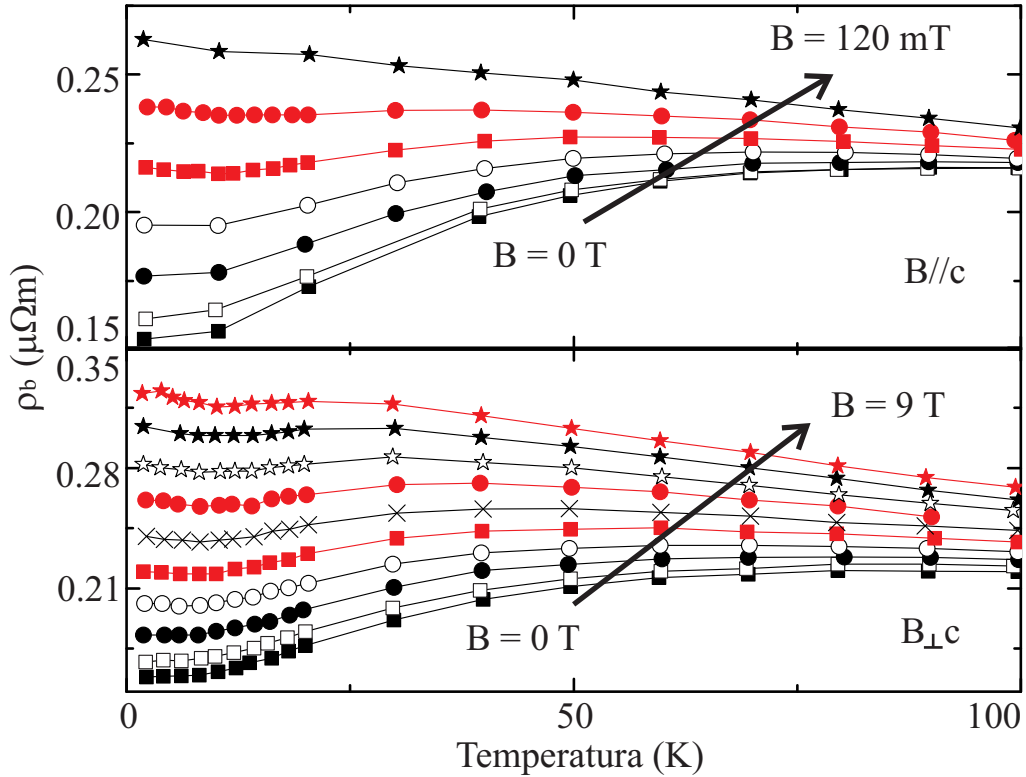 B = 120 mT
0.25
0.20
B = 0 T
B//c
0.15
ρb (μΩm)
0.35
B = 9 T
0.28
0.21
B = 0 T
B⊥c
0 50 100
Temperatura (K)